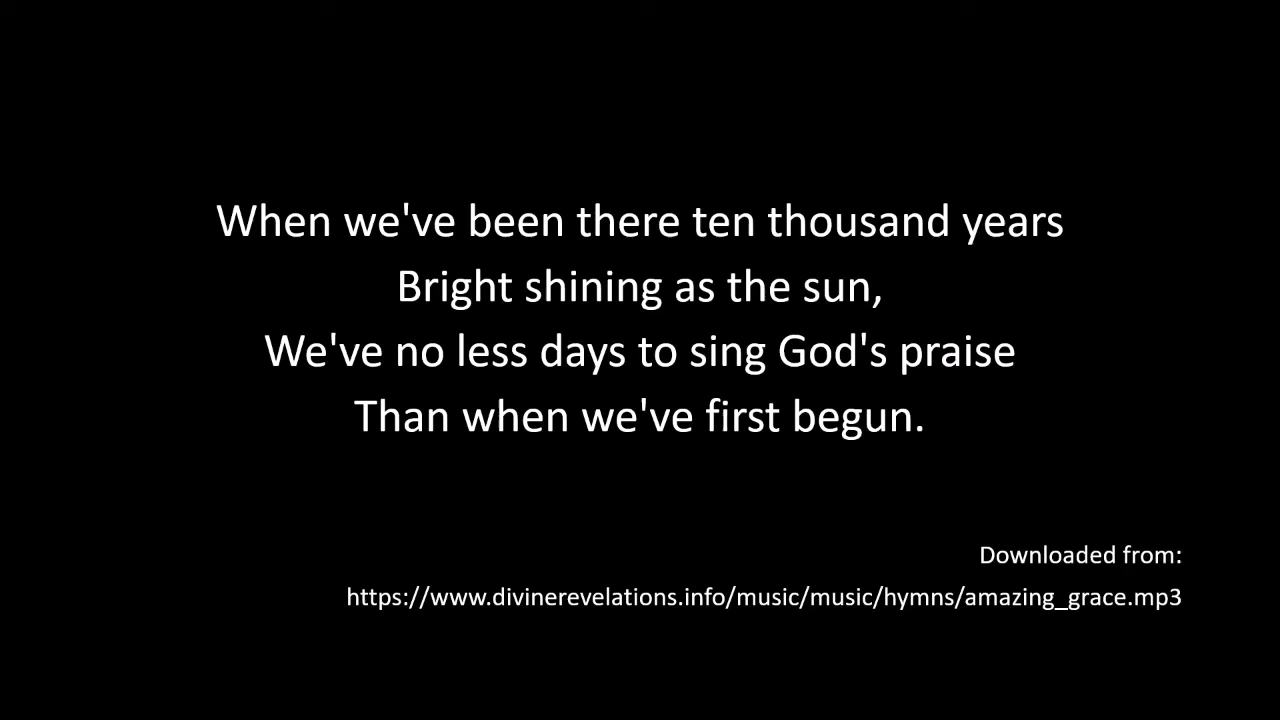 When we've been there ten thousand years
Bright shining as the sun,
We've no less days to sing God's praise
Than when we've first begun.
Downloaded from:
https://www.divinerevelations.info/music/music/hymns/amazing_grace.mp3